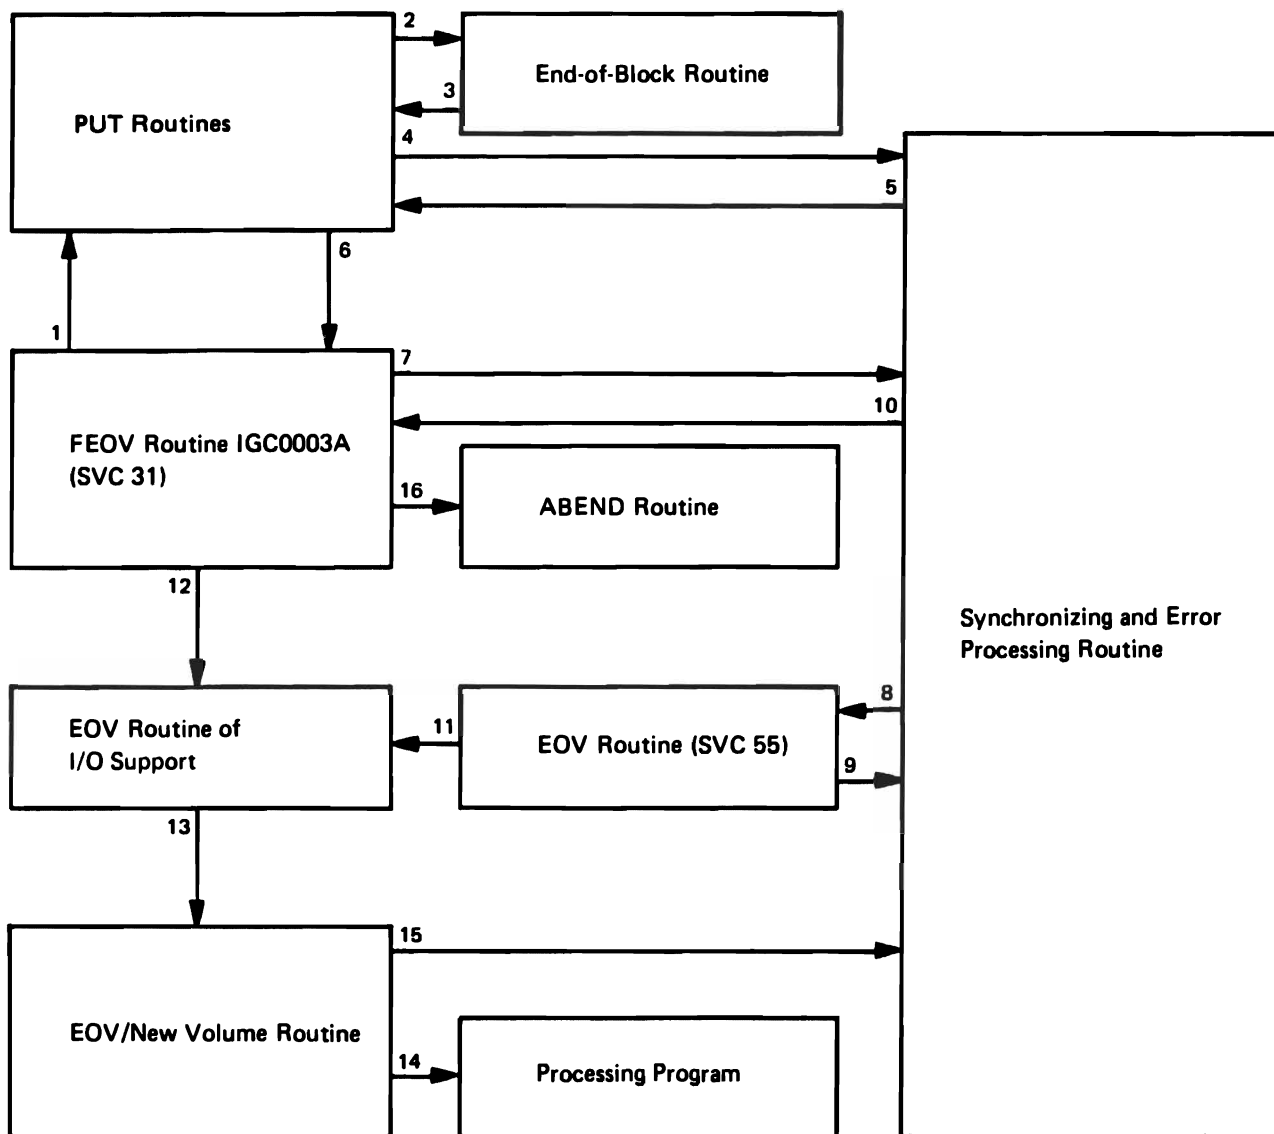 2
End-of-Block Routine
3
PUT Routines
4
5
6
1
7
10
FEOV Routine IGC0003A
(SVC 31)
16
ABEND Routine
12
Synchronizing and Error
Processing Routine
8
EOV Routine of
I/O Support
11
EOV Routine (SVC 55)
9
13
15
EOV/New Volume Routine
14
Processing Program